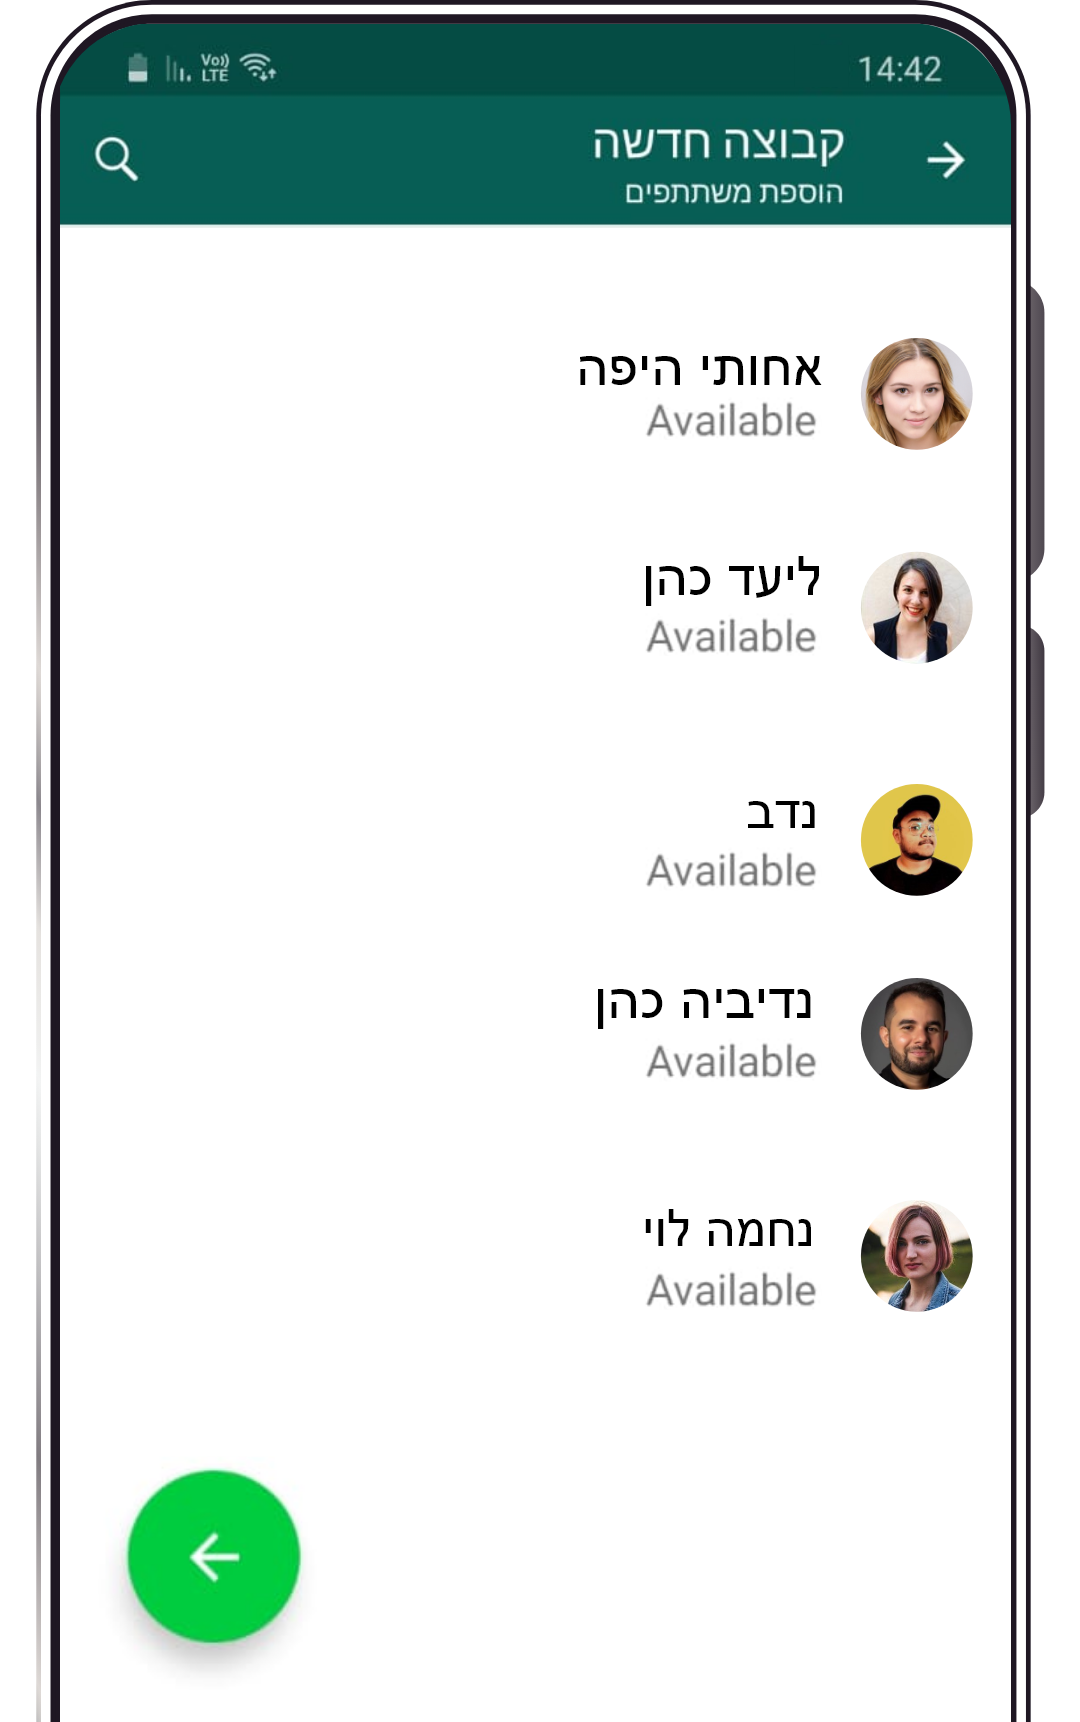 Vo)) LTE 14:42
קבוצה חדשה
הוספת משתתפים
אחותי היפה
Available
ליעד כהן
Available
נדב
Available
נדיביה כהן
Available
נחמה לוי
Available